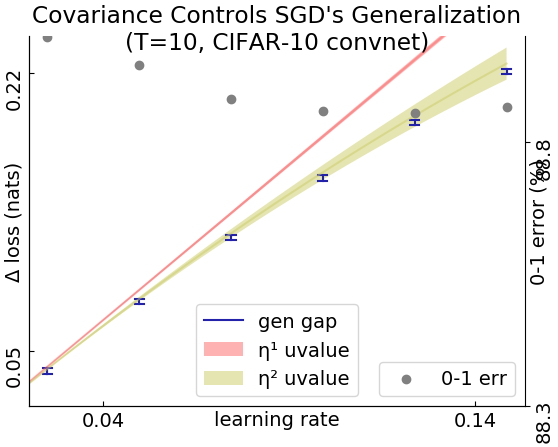 Covariance Controls SGD's Generalization
(T=10, CIFAR-10 convnet)
0.22
Δ loss (nats)
0.05
88.8
0-1 error (%)
88.3
gen gap
η¹ uvalue
η² uvalue
0-1 err
0.04
learning rate
0.14